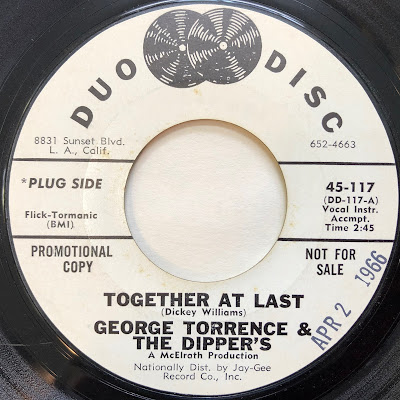 DUO DISC
8831 Sunset Blvd.
L. A., Calif.
652-4663
*PLUG SIDE
45-117
(DD-117-A)
Vocal Instr.
Accmpt.
Time 2:45
Flick-Tormanic
(BMI)
PROMOTIONAL
COPY
NOT FOR
SALE
TOGETHER AT LAST
(Dickey Williams)
GEORGE TORRENCE &
THE DIPPER'S
A McElrath Production
Nationally Dist. by Jay-Gee
Record Co., Inc.
APR 2 1966